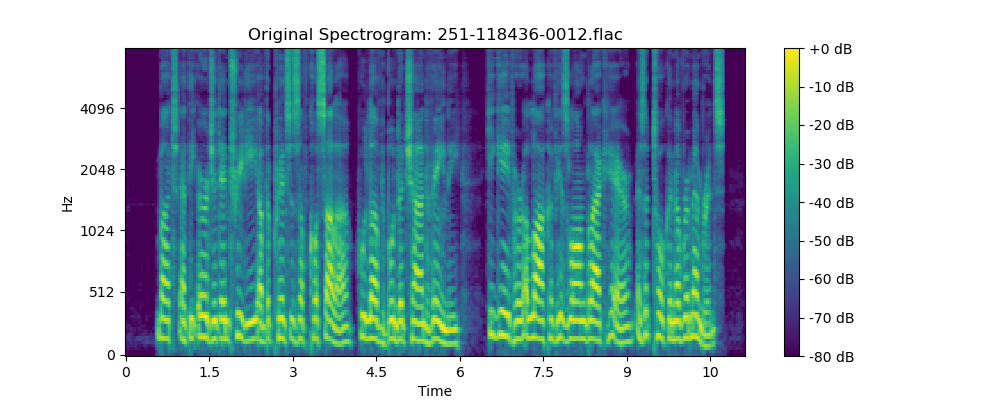 Original Spectrogram: 251-118436-0012.flac
Hz
4096
2048
1024
512
0
0 1.5 3 4.5 6 7.5 9 10
Time
+0 dB
-10 dB
-20 dB
-30 dB
-40 dB
-50 dB
-60 dB
-70 dB
-80 dB